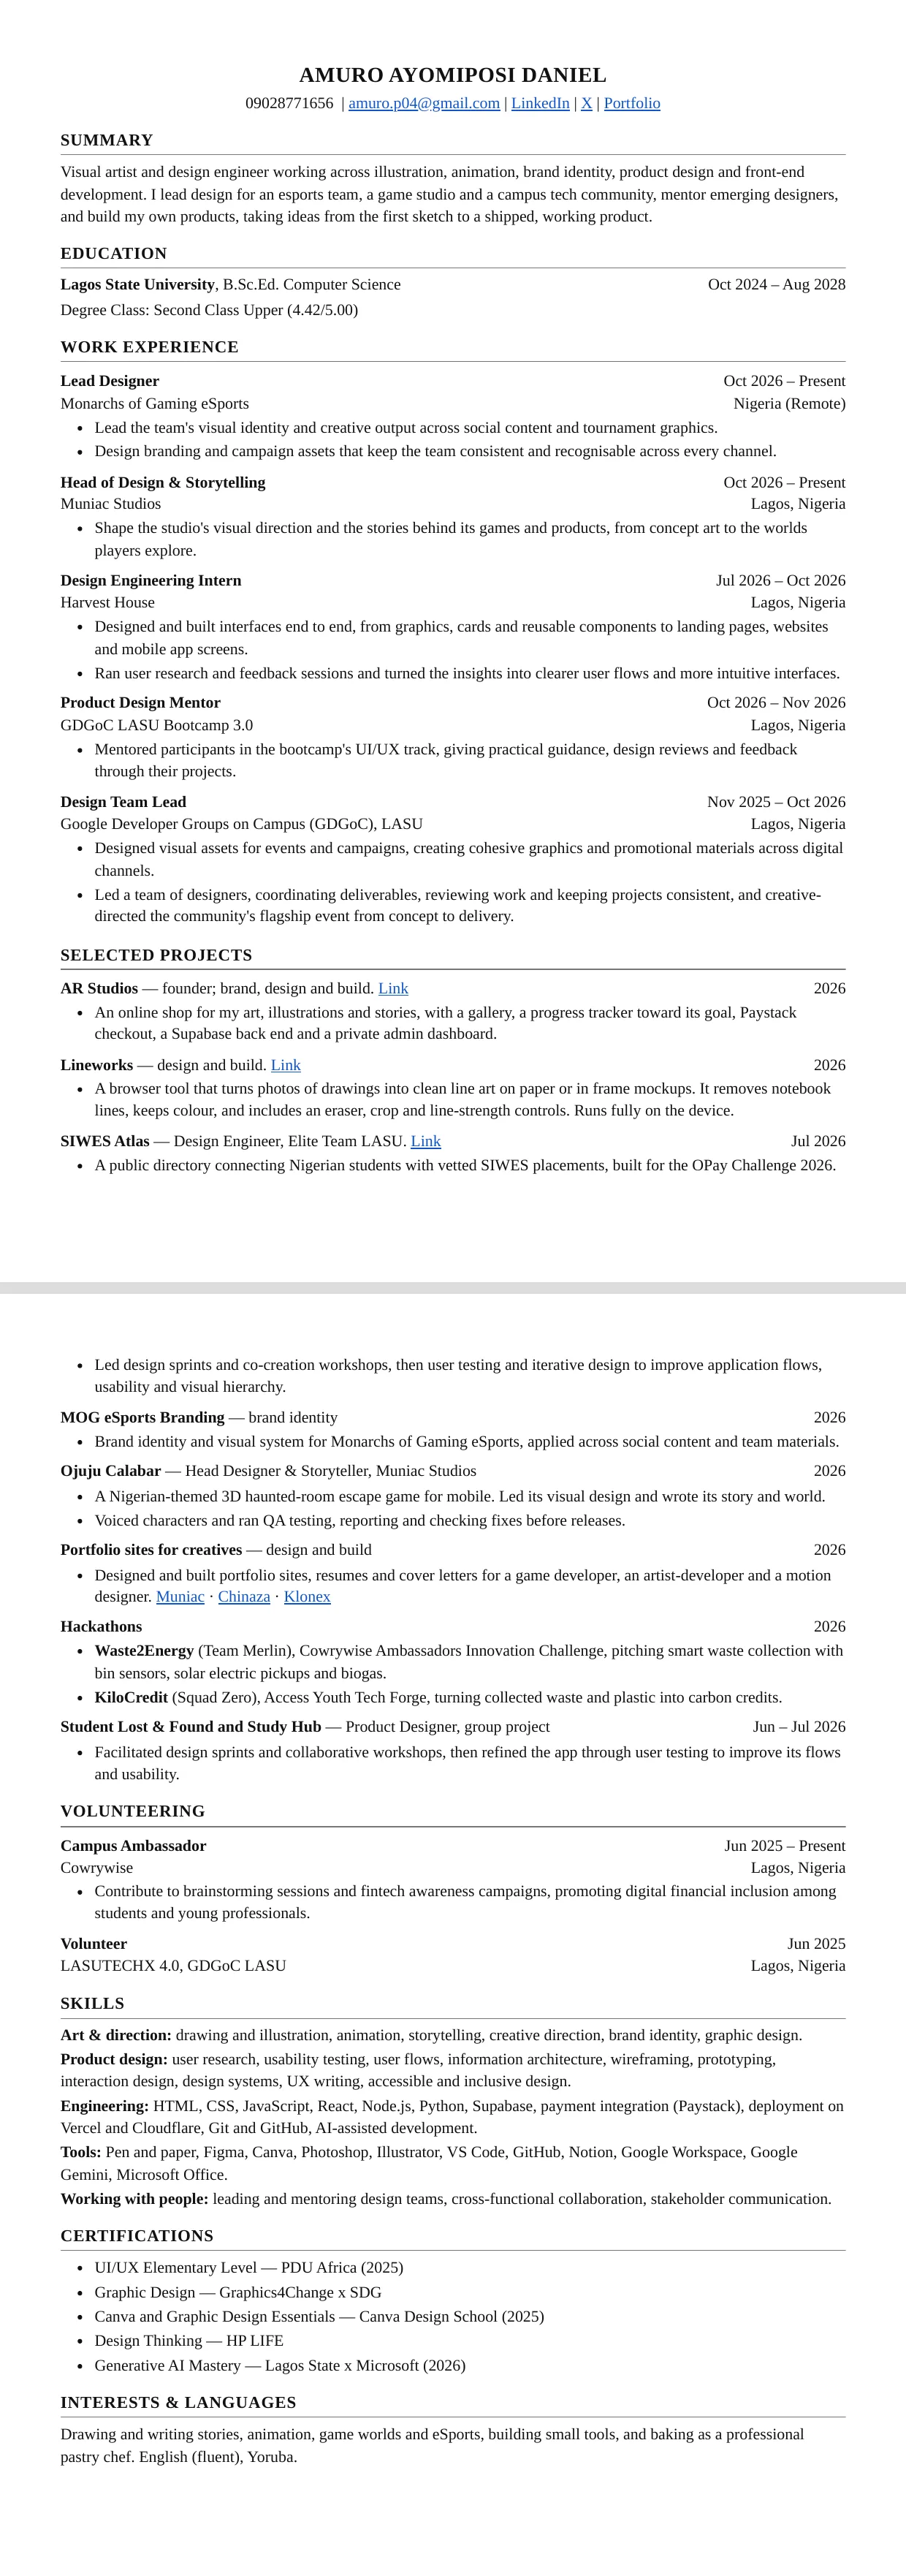 AMURO AYOMIPOSI DANIEL
09028771656 | amuro.p04@gmail.com | LinkedIn | X | Portfolio
SUMMARY
Visual artist and design engineer working across illustration, animation, brand identity, product design and front-end
development. I lead design for an esports team, a game studio and a campus tech community, mentor emerging designers,
and build my own products, taking ideas from the first sketch to a shipped, working product.
EDUCATION
Lagos State University, B.Sc.Ed. Computer Science Oct 2024 – Aug 2028
Degree Class: Second Class Upper (4.42/5.00)
WORK EXPERIENCE
Lead Designer Oct 2026 – Present
Monarchs of Gaming eSports Nigeria (Remote)
• Lead the team's visual identity and creative output across social content and tournament graphics.
• Design branding and campaign assets that keep the team consistent and recognisable across every channel.
Head of Design & Storytelling Oct 2026 – Present
Muniac Studios Lagos, Nigeria
• Shape the studio's visual direction and the stories behind its games and products, from concept art to the worlds
players explore.
Design Engineering Intern Jul 2026 – Oct 2026
Harvest House Lagos, Nigeria
• Designed and built interfaces end to end, from graphics, cards and reusable components to landing pages, websites
and mobile app screens.
• Ran user research and feedback sessions and turned the insights into clearer user flows and more intuitive interfaces.
Product Design Mentor Oct 2026 – Nov 2026
GDGoC LASU Bootcamp 3.0 Lagos, Nigeria
• Mentored participants in the bootcamp's UI/UX track, giving practical guidance, design reviews and feedback
through their projects.
Design Team Lead Nov 2025 – Oct 2026
Google Developer Groups on Campus (GDGoC), LASU Lagos, Nigeria
• Designed visual assets for events and campaigns, creating cohesive graphics and promotional materials across digital
channels.
• Led a team of designers, coordinating deliverables, reviewing work and keeping projects consistent, and creative-
directed the community's flagship event from concept to delivery.
SELECTED PROJECTS
AR Studios — founder; brand, design and build. Link 2026
• An online shop for my art, illustrations and stories, with a gallery, a progress tracker toward its goal, Paystack
checkout, a Supabase back end and a private admin dashboard.
Lineworks — design and build. Link 2026
• A browser tool that turns photos of drawings into clean line art on paper or in frame mockups. It removes notebook
lines, keeps colour, and includes an eraser, crop and line-strength controls. Runs fully on the device.
SIWES Atlas — Design Engineer, Elite Team LASU. Link Jul 2026
• A public directory connecting Nigerian students with vetted SIWES placements, built for the OPay Challenge 2026.
• Led design sprints and co-creation workshops, then user testing and iterative design to improve application flows,
usability and visual hierarchy.
MOG eSports Branding — brand identity 2026
• Brand identity and visual system for Monarchs of Gaming eSports, applied across social content and team materials.
Ojuju Calabar — Head Designer & Storyteller, Muniac Studios 2026
• A Nigerian-themed 3D haunted-room escape game for mobile. Led its visual design and wrote its story and world.
• Voiced characters and ran QA testing, reporting and checking fixes before releases.
Portfolio sites for creatives — design and build 2026
• Designed and built portfolio sites, resumes and cover letters for a game developer, an artist-developer and a motion
designer. Muniac · Chinaza · Klonex
Hackathons 2026
• Waste2Energy (Team Merlin), Cowrywise Ambassadors Innovation Challenge, pitching smart waste collection with
bin sensors, solar electric pickups and biogas.
• KiloCredit (Squad Zero), Access Youth Tech Forge, turning collected waste and plastic into carbon credits.
Student Lost & Found and Study Hub — Product Designer, group project Jun – Jul 2026
• Facilitated design sprints and collaborative workshops, then refined the app through user testing to improve its flows
and usability.
VOLUNTEERING
Campus Ambassador Jun 2025 – Present
Cowrywise Lagos, Nigeria
• Contribute to brainstorming sessions and fintech awareness campaigns, promoting digital financial inclusion among
students and young professionals.
Volunteer Jun 2025
LASUTECHX 4.0, GDGoC LASU Lagos, Nigeria
SKILLS
Art & direction: drawing and illustration, animation, storytelling, creative direction, brand identity, graphic design.
Product design: user research, usability testing, user flows, information architecture, wireframing, prototyping,
interaction design, design systems, UX writing, accessible and inclusive design.
Engineering: HTML, CSS, JavaScript, React, Node.js, Python, Supabase, payment integration (Paystack), deployment on
Vercel and Cloudflare, Git and GitHub, AI-assisted development.
Tools: Pen and paper, Figma, Canva, Photoshop, Illustrator, VS Code, GitHub, Notion, Google Workspace, Google
Gemini, Microsoft Office.
Working with people: leading and mentoring design teams, cross-functional collaboration, stakeholder communication.
CERTIFICATIONS
• UI/UX Elementary Level — PDU Africa (2025)
• Graphic Design — Graphics4Change x SDG
• Canva and Graphic Design Essentials — Canva Design School (2025)
• Design Thinking — HP LIFE
• Generative AI Mastery — Lagos State x Microsoft (2026)
INTERESTS & LANGUAGES
Drawing and writing stories, animation, game worlds and eSports, building small tools, and baking as a professional
pastry chef. English (fluent), Yoruba.